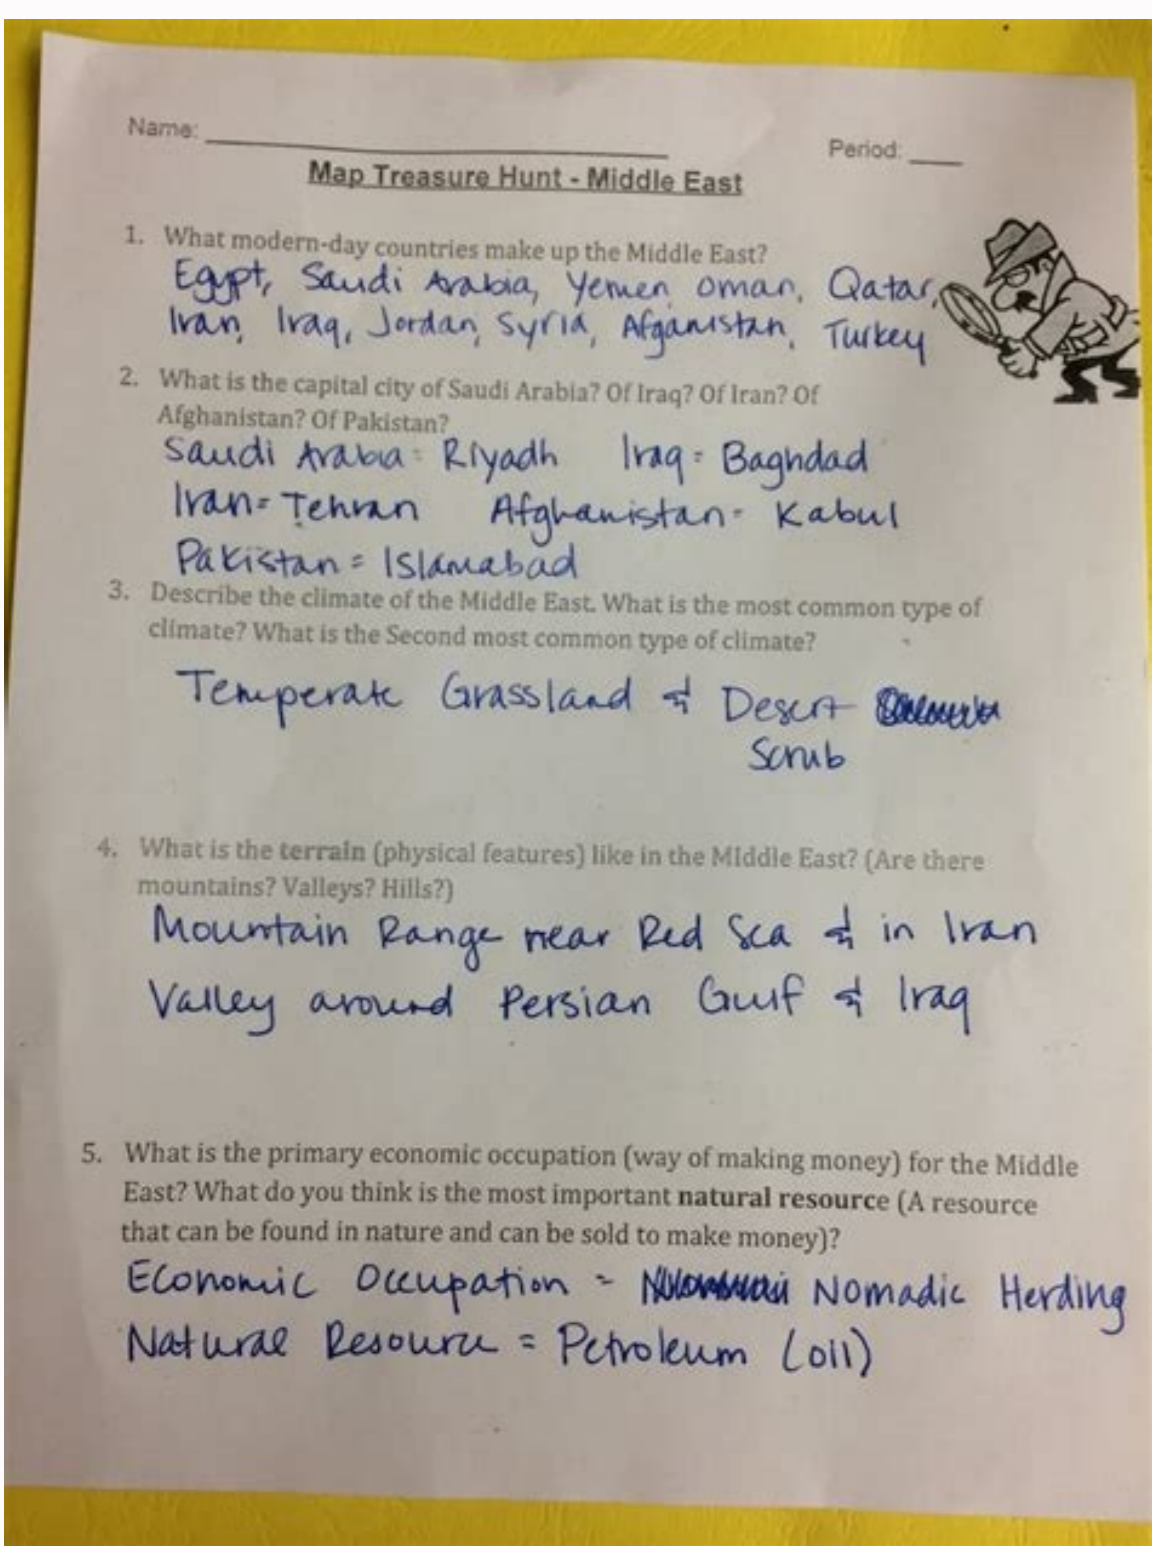 Name: ____________ Period: ____
Map Treasure Hunt - Middle East
1. What modern-day countries make up the Middle East?
Egypt, Saudi Arabia, Yemen, Oman, Qatar,
Iran, Iraq, Jordan, Syria, Afganistan, Turkey
2. What is the capital city of Saudi Arabia? Of Iraq? Of Iran? Of
Afghanistan? Of Pakistan?
Saudi Arabia = Riyadh Iraq = Baghdad
Iran = Tehran Afghanistan = Kabul
Pakistan = Islamabad
3. Describe the climate of the Middle East. What is the most common type of
climate? What is the Second most common type of climate?
Temperate Grassland & Desert
Scrub
4. What is the terrain (physical features) like in the Middle East? (Are there
mountains? Valleys? Hills?)
Mountain Range near Red Sea & in Iran
Valley around Persian Gulf & Iraq
5. What is the primary economic occupation (way of making money) for the Middle
East? What do you think is the most important natural resource (A resource
that can be found in nature and can be sold to make money)?
Economic Occupation = Nomadic Herding
Natural Resource = Petroleum (oil)